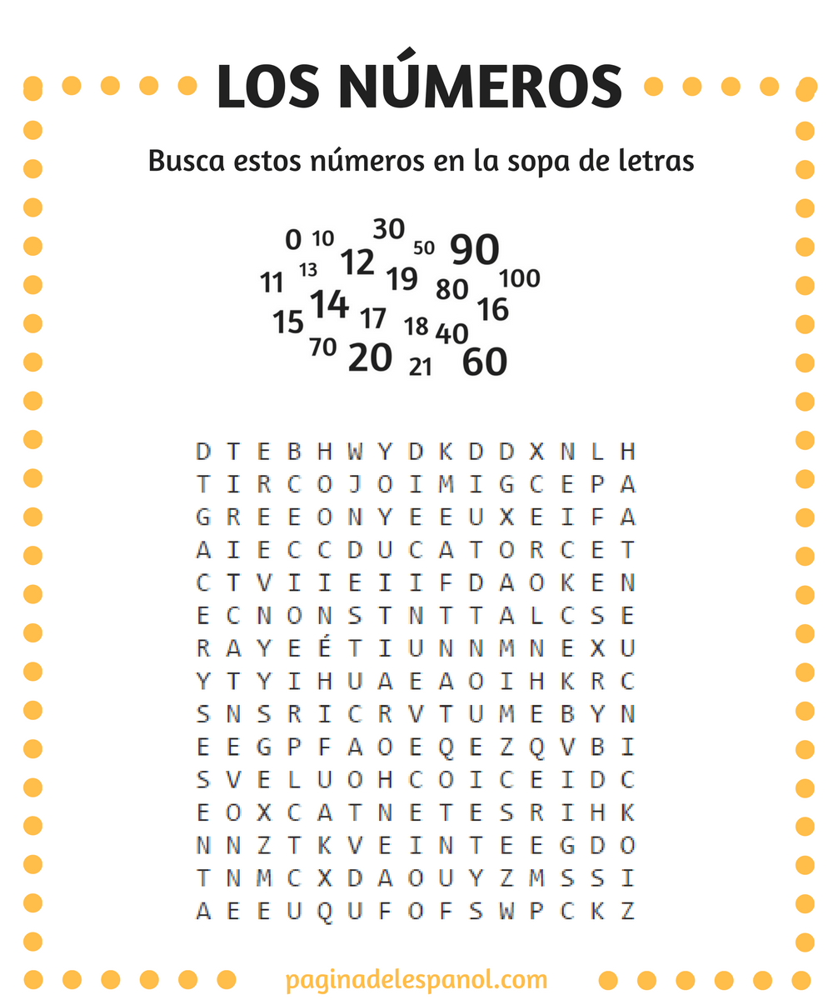 LOS NÚMEROS
Busca estos números en la sopa de letras
0 10 30 50 90
11 13 12 19 80 100
15 14 17 18 40 16
70 20 21 60
D T E B H W Y D K D D X N L H
T I R C O J O I M I G C E P A
G R E E O N Y E E U X E I F A
A I E C C D U C A T O R C E T
C T V I I E I I F D A O K E N
E C N O N S T N T T A L C S E
R A Y E É T I U N N M N E X U
Y T Y I H U A E A O I H K R C
S N S R I C R V T U M E B Y N
E E G P F A O E Q E Z Q V B I
S V E L U O H C O I C E I D C
E O X C A T N E T E S R I H K
N N Z T K V E I N T E E G D O
T N M C X D A O U Y Z M S S I
A E E U Q U F O F S W P C K Z
paginadelespanol.com